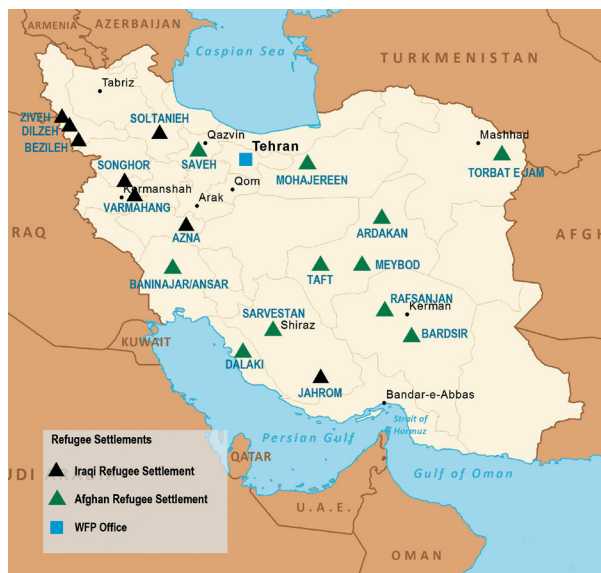 ARMENIA
AZERBAIJAN
Caspian Sea
TURKMENISTAN
Tabriz
ZIVEH
DILZEH
BEZILEH
SOLTANIEH
Qazvin
SAVEH
Tehran
MOHAJEREEN
Mashhad
TORBAT EJAM
SONGHOR
Kermanshah
VARMAHANG
Qom
Arak
AZNA
ARDAKAN
RAQ
AFG
BANINAJAR/ANSAR
TAFT
MEYBOD
RAFSANJAN
Kerman
BARDSIR
SARVESTAN
Shiraz
KUWAIT
DALAKI
JAHROM
Bandar-e-Abbas
Strait of
Hormuz
Persian Gulf
QATAR
Gulf of Oman
U.A.E.
OMAN
UDI ARABIA
Refugee Settlements
Iraqi Refugee Settlement
Afghan Refugee Settlement
WFP Office